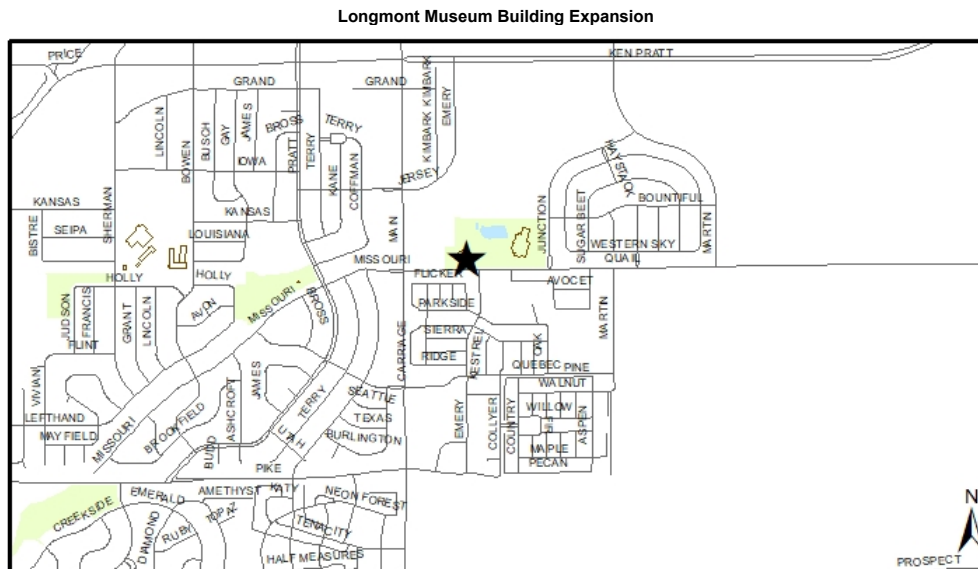 Longmont Museum Building Expansion
PRICE
KEN PRATT
GRAND
GRAND
KIMBARK
KIMBARK
EMERY
LINCOLN
BOWEN
BUSCH
GAY
JAMES
BROSS
TERRY
TERRY
PRATT
IOWA
KANE
COFFMAN
JERSEY
HAYSTACK
KANSAS
SHERMAN
KANSAS
BISTRE
SEIPA
LOUISIANA
MAIN
MISSOURI
JUNCTION
SUGAR BEET
BOUNTIFUL
WESTERN SKY
QUAIL
MARTIN
HOLLY
HOLLY
FLICKER
AVOCET
JUDSON
FRANCIS
GRANT
LINCOLN
AVON
MISSOURI
BROSS
PARKSIDE
MARTIN
FLINT
CARRIAGE
SIERRA
RIDGE
KESTREL
OAK
QUEBEC
PINE
VIVIAN
JAMES
ASHCROFT
TERRY
SEATTLE
WALNUT
LEFTHAND
MAYFIELD
MISSOURI
BROOKFIELD
BUDD
UTAH
TEXAS
BURLINGTON
EMERY
COLLYER
COUNTRY
WILLOW
ASPEN
MAPLE
PECAN
PIKE
CREEKSIDE
EMERALD
AMETHYST
KATY
NEON FOREST
DIAMOND
RUBY
TOPAZ
TENACITY
HALF MEASURES
N
PROSPECT